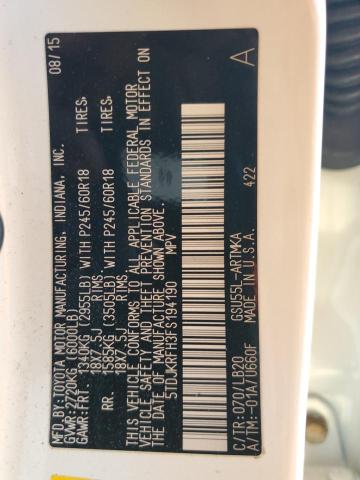 MFD. BY: TOYOTA MOTOR MANUFACTURING, INDIANA, INC. 08/15
GVWR 2720KG (6000LB)
GAWR:FRT. 1340KG (2955LB) WITH P245/60R18 TIRES,
18X7.5J RIMS
RR. 1585KG (3505LB) WITH P245/60R18 TIRES,
18X7.5J RIMS
THIS VEHICLE CONFORMS TO ALL APPLICABLE FEDERAL MOTOR
VEHICLE SAFETY AND THEFT PREVENTION STANDARDS IN EFFECT ON
THE DATE OF MANUFACTURE SHOWN ABOVE.
5TDJKRFH3FS194190 MPV
A
C/TR:070/LB20 GSU55L-ARTMKA
A/TM:-01A/U660F MADE IN U.S.A. 422